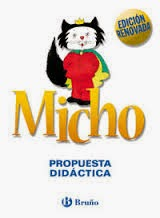 EDICIÓN
RENOVADA
Micho
PROPUESTA
DIDÁCTICA
B Bruño